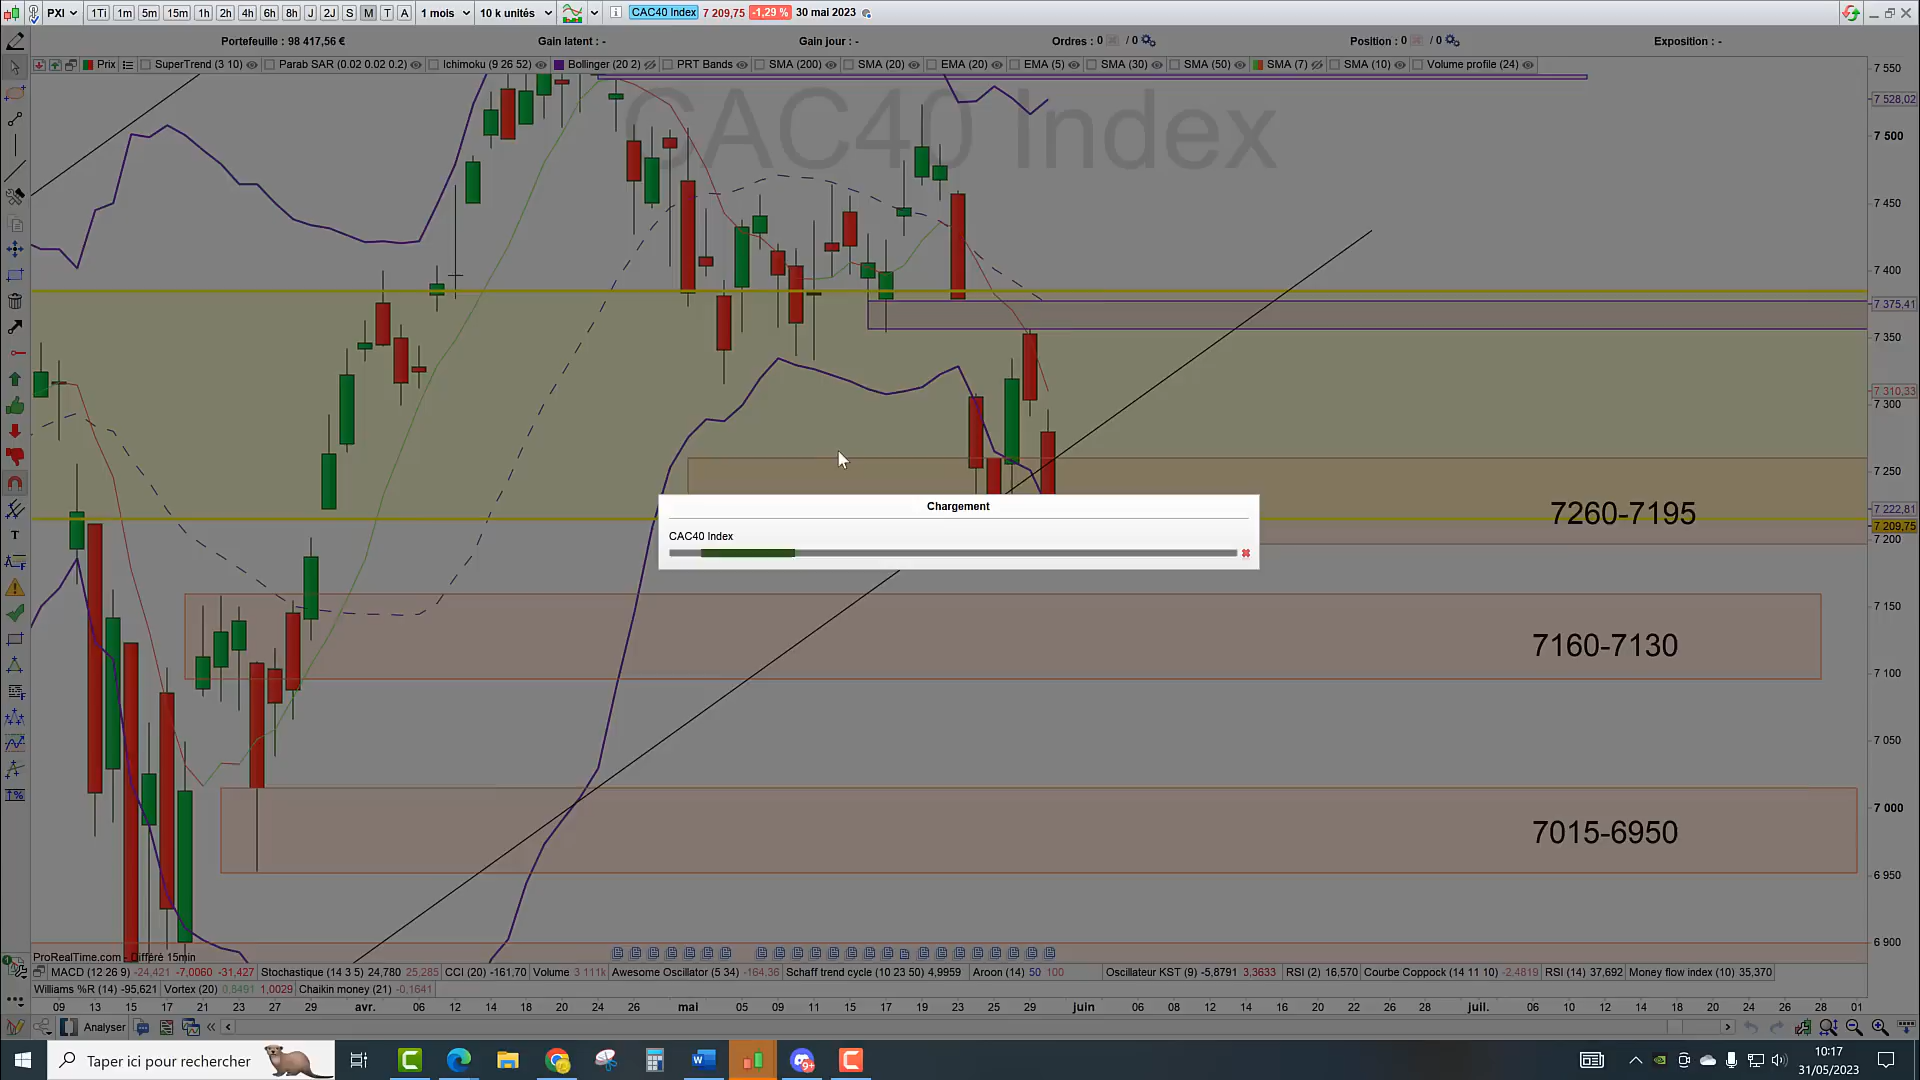 PXI 1Ti 1m 5m 15m 1h 2h 4h 6h 8h J 2J S M T A 1 mois 10 k unités CAC40 Index 7 209,75 -1,29 % 30 mai 2023
Portefeuille : 98 417,56 € Gain latent : - Gain jour : - Ordres : 0 / 0 Position : 0 / 0 Exposition : -
Prix SuperTrend (3 10) Parab SAR (0.02 0.02 0.2) Ichimoku (9 26 52) Bollinger (20 2) PRT Bands SMA (200) SMA (20) EMA (20) EMA (5) SMA (30) SMA (50) SMA (7) SMA (10) Volume profile (24)
CAC40 Index
7 550
7 528,02
7 500
7 450
7 400
7 375,41
7 350
7 310,33
7 300
7 250
7260-7195
7 222,81
7 209,75
7 200
Chargement
CAC40 Index
7 150
7160-7130
7 100
7 050
7 000
7015-6950
6 950
6 900
ProRealTime.com - Différé 15min
MACD (12 26 9) -24,421 -7,0060 -31,427 Stochastique (14 3 5) 24,780 25,285 CCI (20) -161,70 Volume 3 111k Awesome Oscillator (5 34) -164,36 Schaff trend cycle (10 23 50) 4,9959 Aroon (14) 50 100 Oscillateur KST (9) -5,8791 3,3633 RSI (2) 16,570 Courbe Coppock (14 11 10) -2,4819 RSI (14) 37,692 Money flow index (10) 35,370
Williams %R (14) -95,621 Vortex (20) 0,8491 1,0029 Chaikin money (21) -0,1641
09 13 15 17 21 23 27 29 avr. 06 12 14 18 20 24 26 mai 05 09 11 15 17 19 23 25 29 juin 06 08 12 14 16 20 22 26 28 juil. 06 10 12 14 18 20 24 26 28 01
Analyser
Taper ici pour rechercher
10:17
31/05/2023